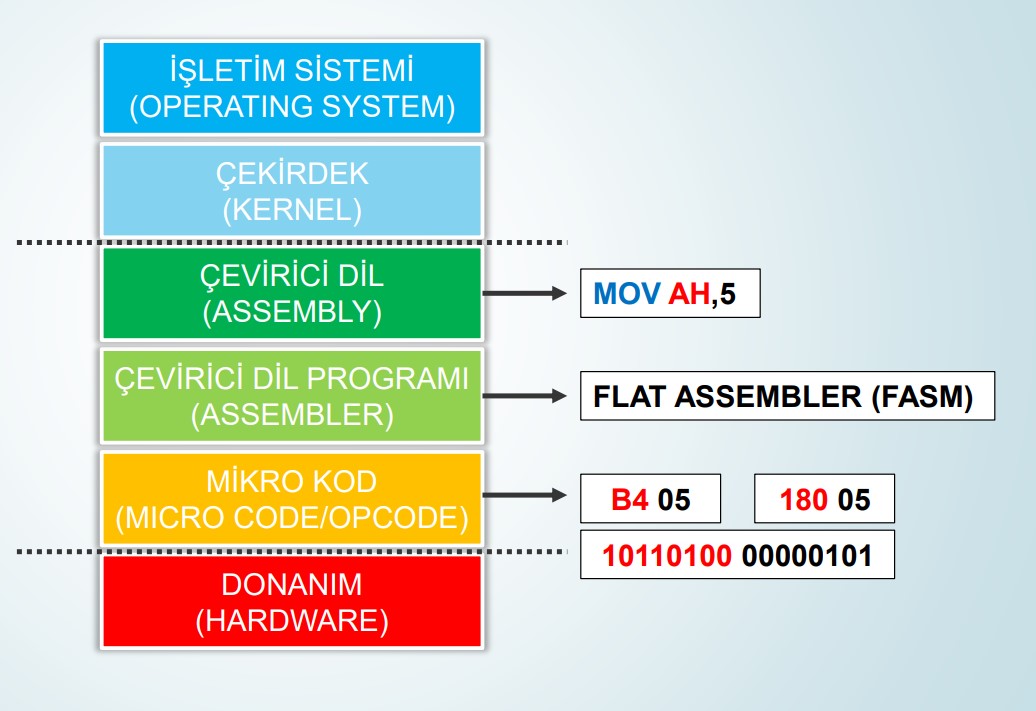 İŞLETİM SİSTEMİ
(OPERATING SYSTEM)
ÇEKİRDEK
(KERNEL)
ÇEVİRİCİ DİL
(ASSEMBLY)
MOV AH,5
ÇEVİRİCİ DİL PROGRAMI
(ASSEMBLER)
FLAT ASSEMBLER (FASM)
MİKRO KOD
(MICRO CODE/OPCODE)
B4 05
180 05
10110100 00000101
DONANIM
(HARDWARE)